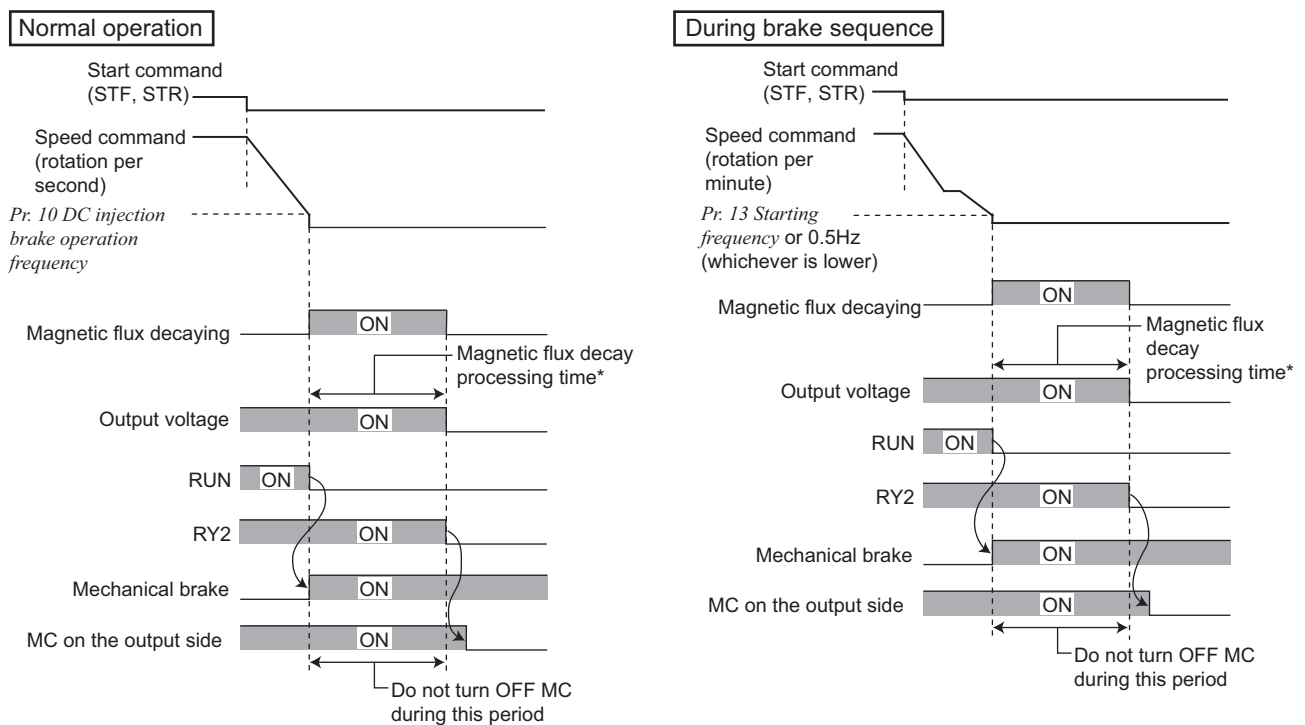 Normal operation
Start command
(STF, STR)
Speed command
(rotation per
second)
Pr. 10 DC injection
brake operation
frequency
Magnetic flux decaying
ON
Magnetic flux decay
processing time*
Output voltage
ON
RUN
ON
RY2
ON
Mechanical brake
ON
MC on the output side
ON
Do not turn OFF MC
during this period
During brake sequence
Start command
(STF, STR)
Speed command
(rotation per
minute)
Pr. 13 Starting
frequency or 0.5Hz
(whichever is lower)
Magnetic flux decaying
ON
Magnetic flux
decay
processing time*
Output voltage
ON
RUN
ON
RY2
ON
Mechanical brake
ON
MC on the output side
ON
Do not turn OFF MC
during this period